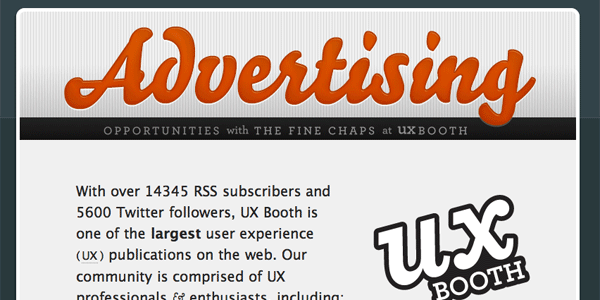 Advertising
OPPORTUNITIES with THE FINE CHAPS at UXBOOTH
With over 14345 RSS subscribers and
5600 Twitter followers, UX Booth is
one of the largest user experience
(UX) publications on the web. Our
community is comprised of UX
professionals & enthusiasts, including:
ux
BOOTH